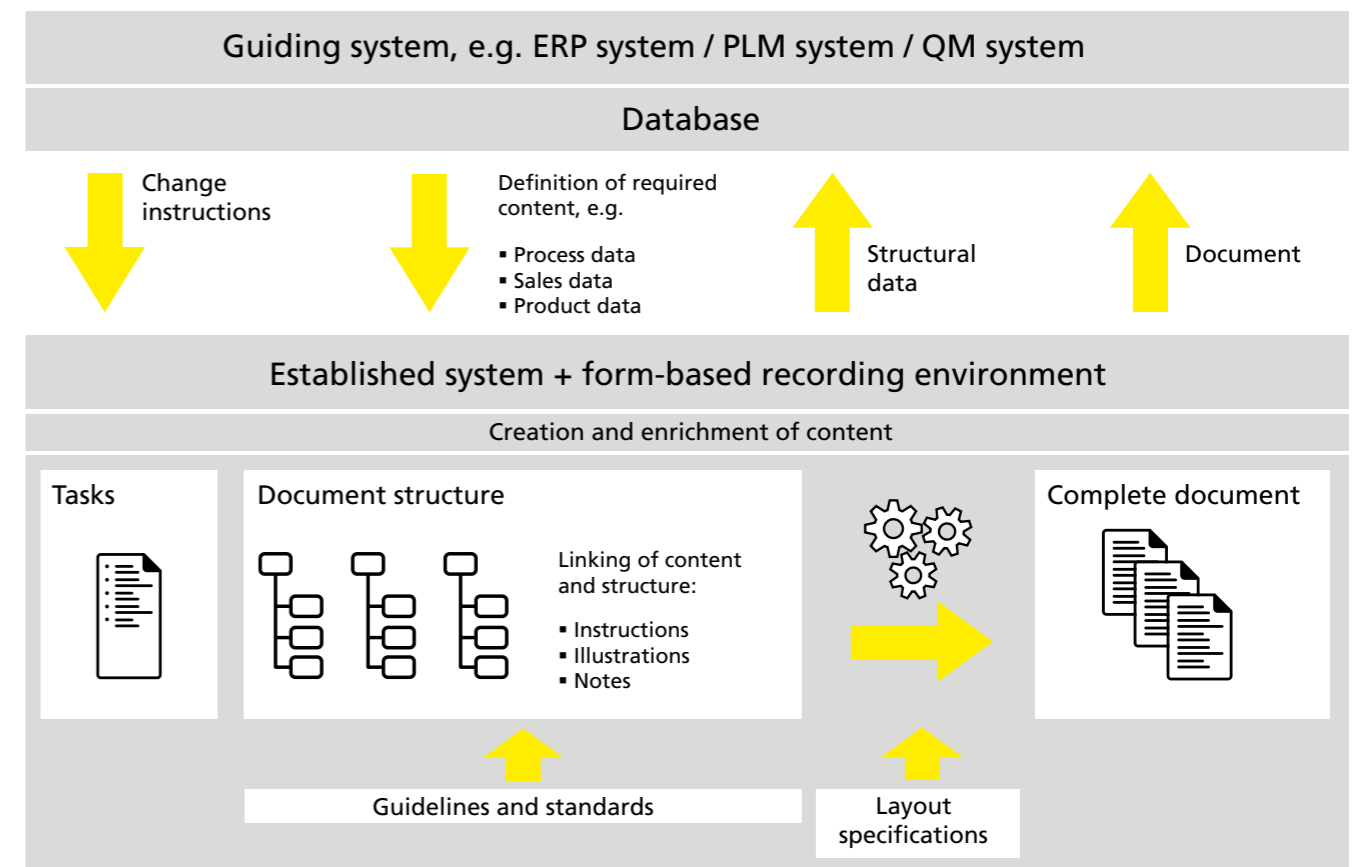 Guiding system, e.g. ERP system / PLM system / QM system
Database
Change
instructions
Definition of required
content, e.g.
▪ Process data
▪ Sales data
▪ Product data
Structural
data
Document
Established system + form-based recording environment
Creation and enrichment of content
Tasks
Document structure
Linking of content
and structure:
▪ Instructions
▪ Illustrations
▪ Notes
Complete document
Guidelines and standards
Layout
specifications